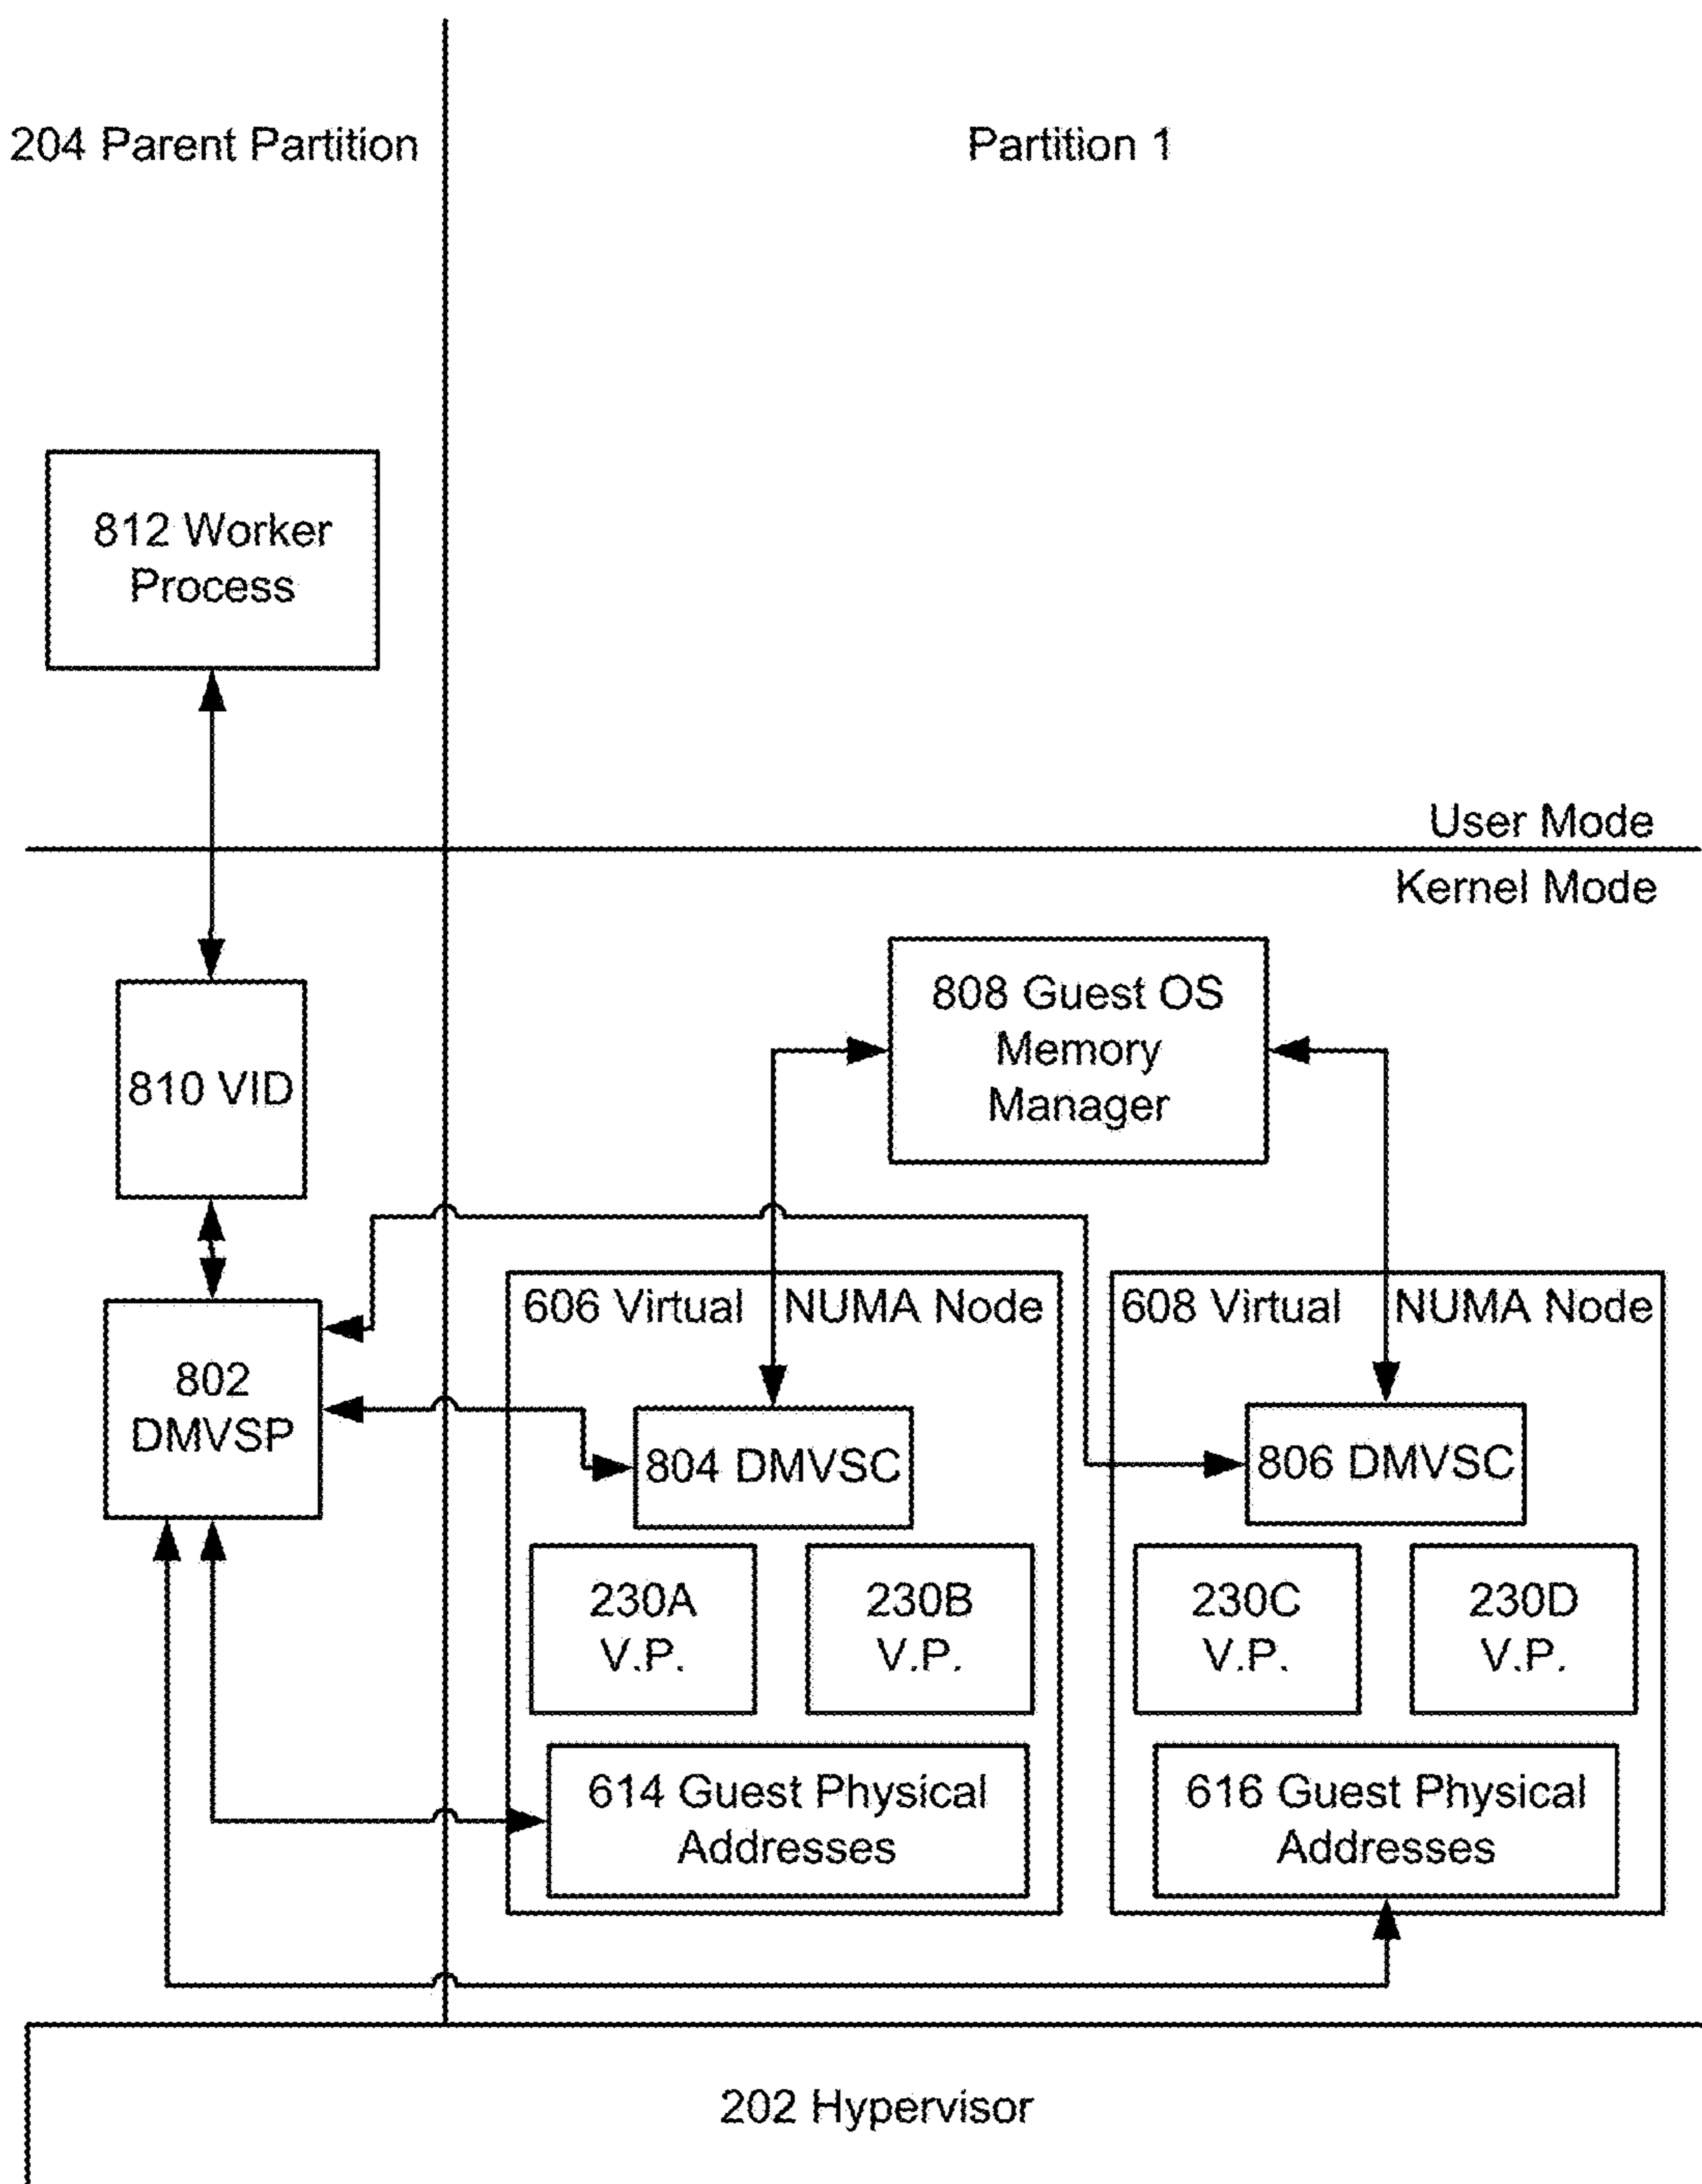 204 Parent Partition
Partition 1
812 Worker
Process
User Mode
Kernel Mode
808 Guest OS
Memory
Manager
810 VID
606 Virtual NUMA Node
608 Virtual NUMA Node
802
DMVSP
804 DMVSC
806 DMVSC
230A
V.P.
230B
V.P.
230C
V.P.
230D
V.P.
614 Guest Physical
Addresses
616 Guest Physical
Addresses
202 Hypervisor